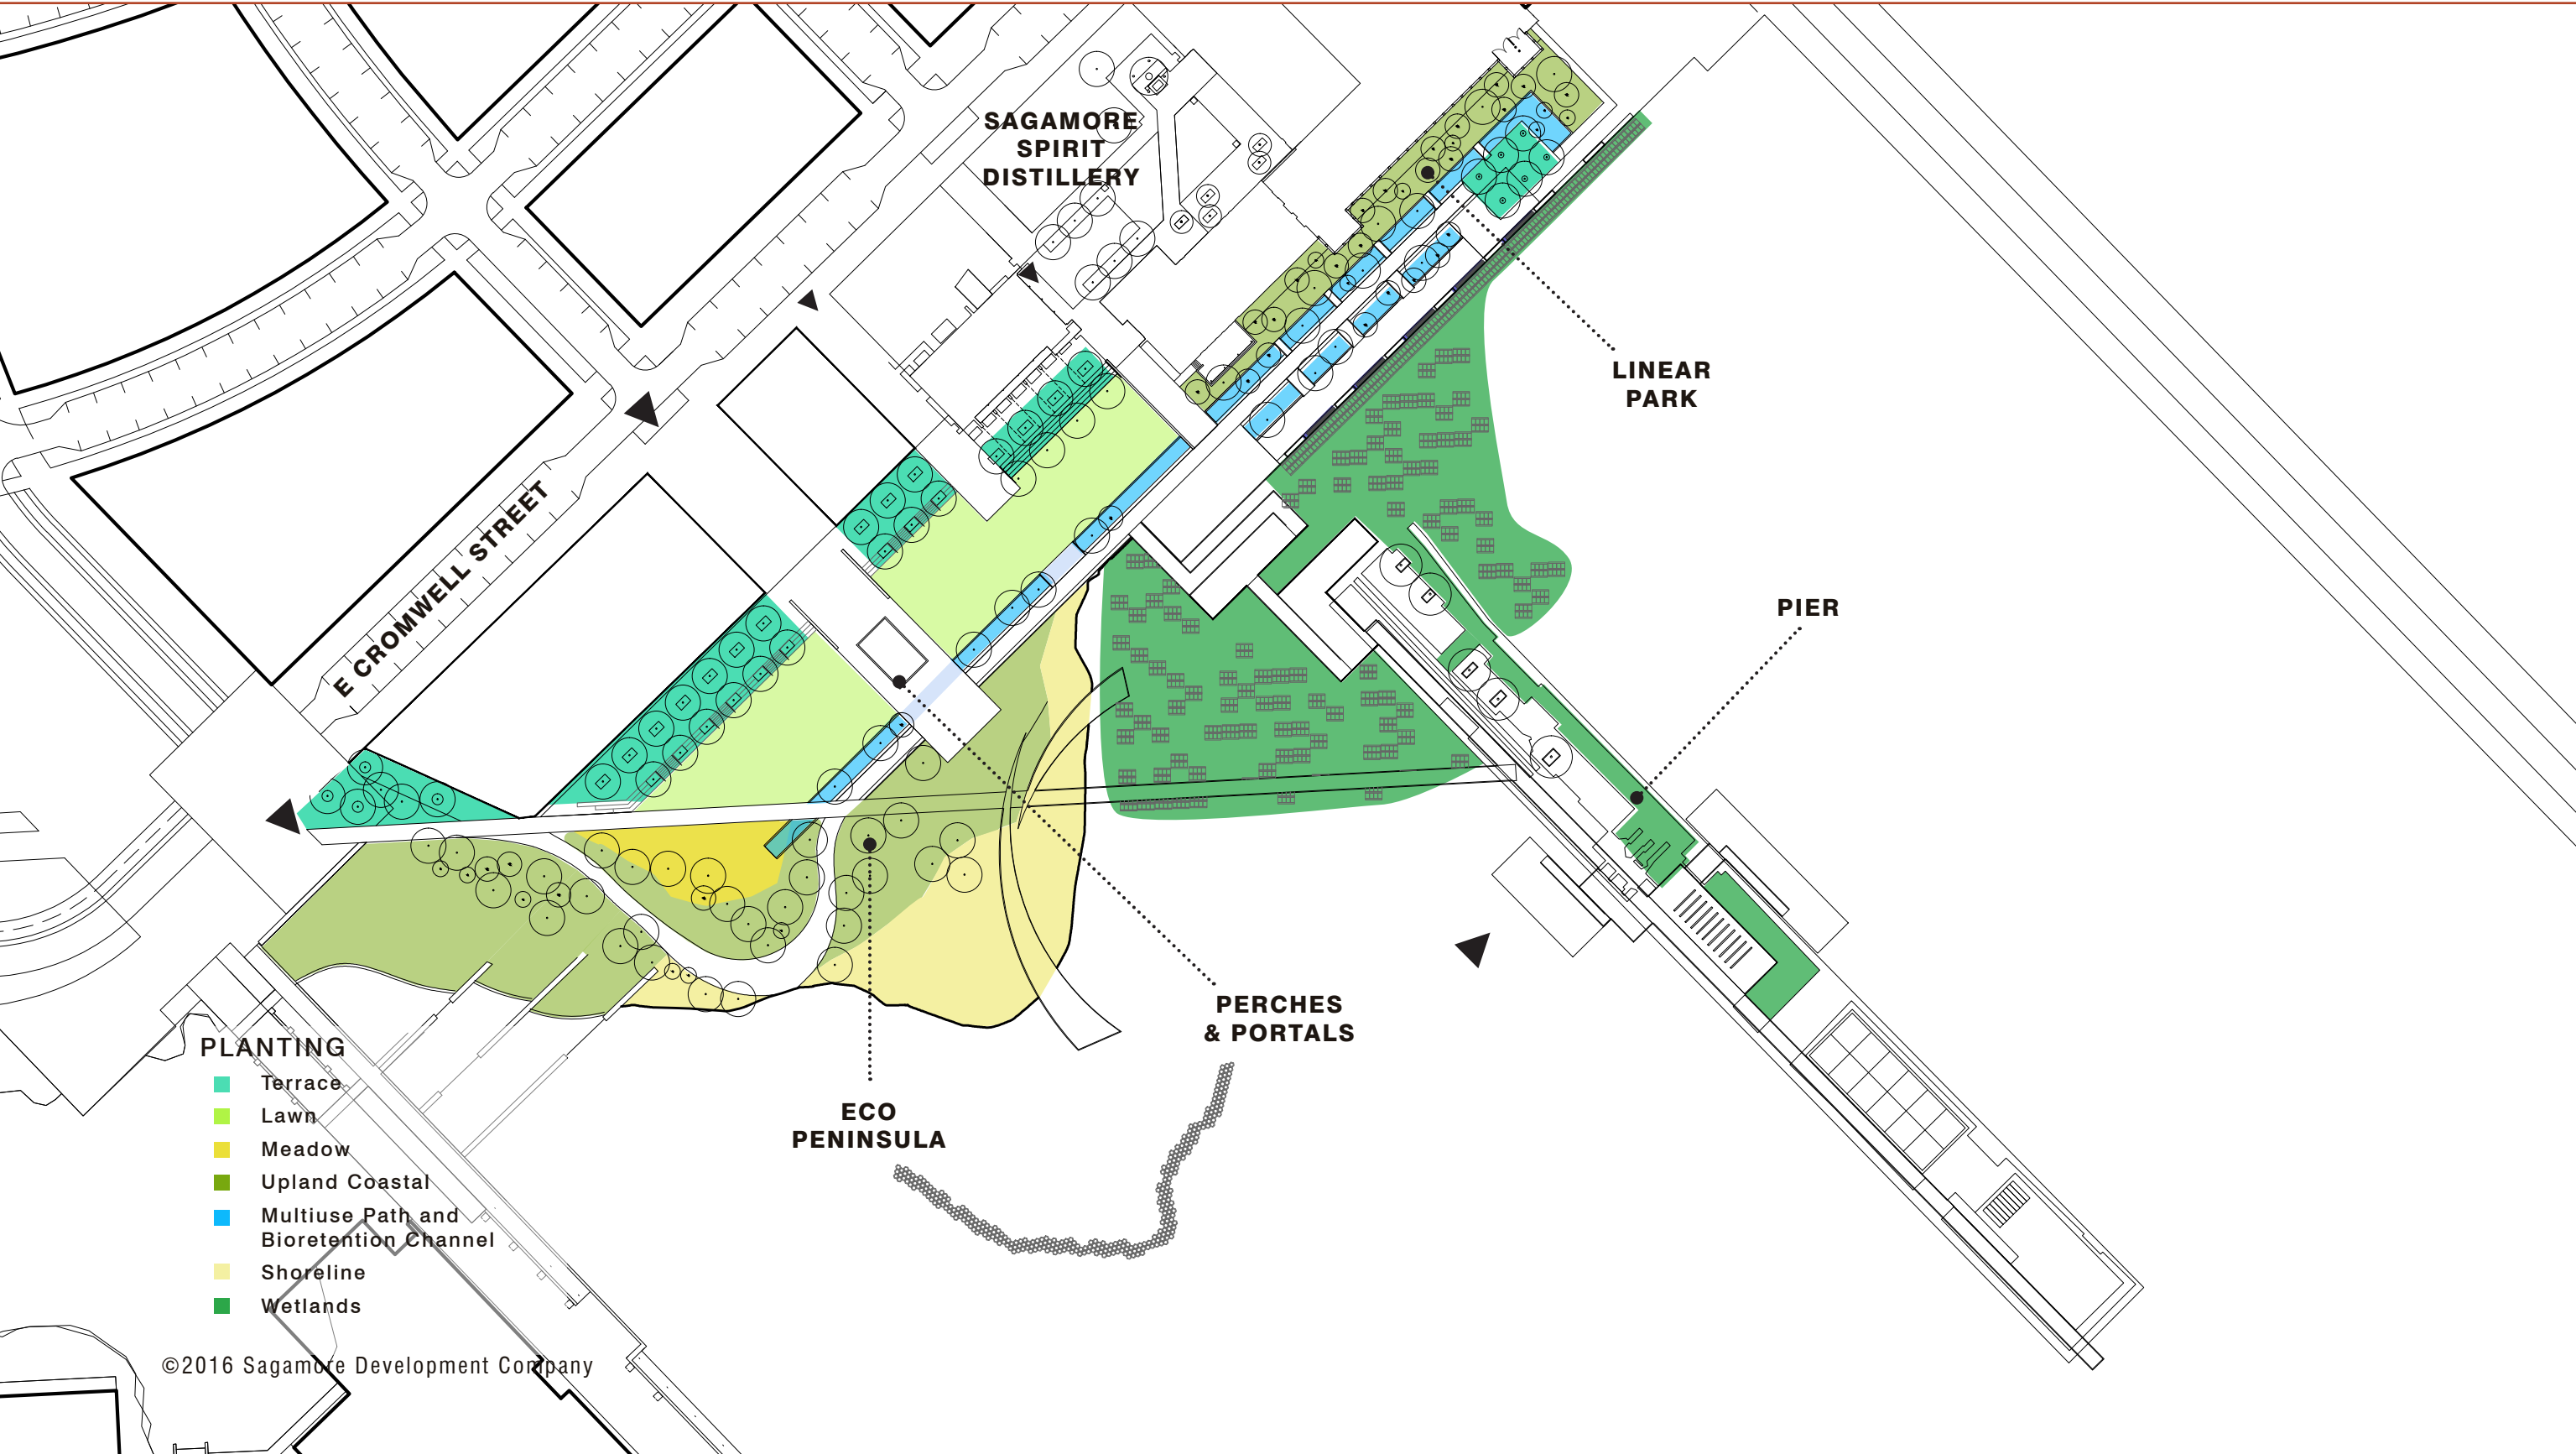 SAGAMORE
SPIRIT
DISTILLERY
LINEAR
PARK
E CROMWELL STREET
PIER
PERCHES
& PORTALS
ECO
PENINSULA
PLANTING
Terrace
Lawn
Meadow
Upland Coastal
Multiuse Path and
Bioretention Channel
Shoreline
Wetlands
©2016 Sagamore Development Company